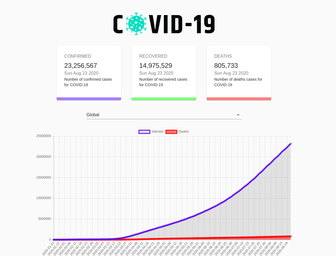 COVID-19
CONFIRMED
23,256,567
Sun Aug 23 2020
Number of confirmed cases
for COVID-19
RECOVERED
14,975,529
Sun Aug 23 2020
Number of recovered cases
for COVID-19
DEATHS
805,733
Sun Aug 23 2020
Number of deaths cases for
COVID-19
Global
Infected
Deaths
25000000
20000000
15000000
10000000
5000000
0